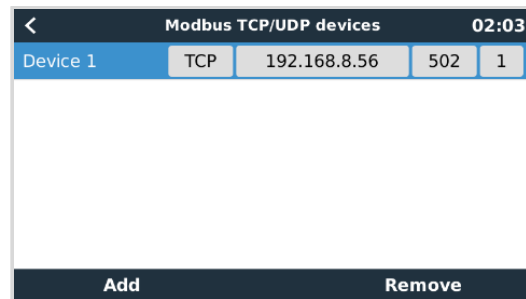 Modbus TCP/UDP devices 02:03
Device 1 TCP 192.168.8.56 502 1
Add Remove